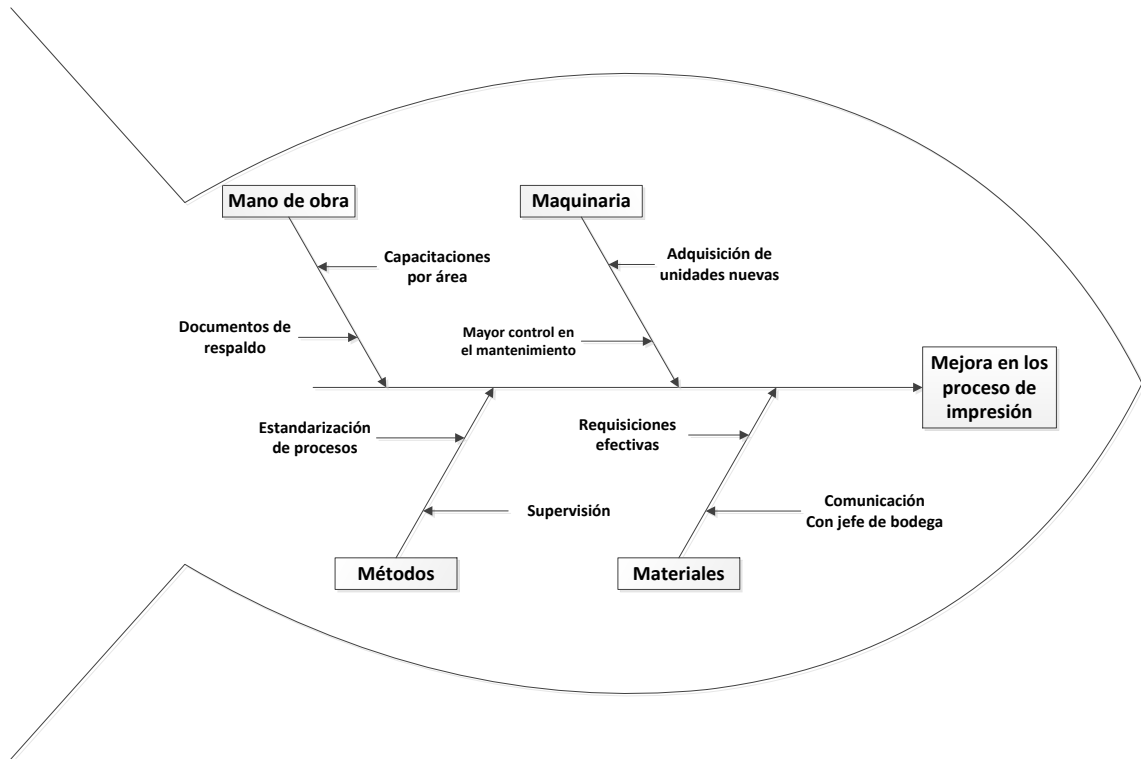 Mano de obra
Maquinaria
Capacitaciones
por área
Adquisición de
unidades nuevas
Documentos de
respaldo
Mayor control en
el mantenimiento
Mejora en los
proceso de
impresión
Estandarización
de procesos
Requisiciones
efectivas
Supervisión
Comunicación
Con jefe de bodega
Métodos
Materiales